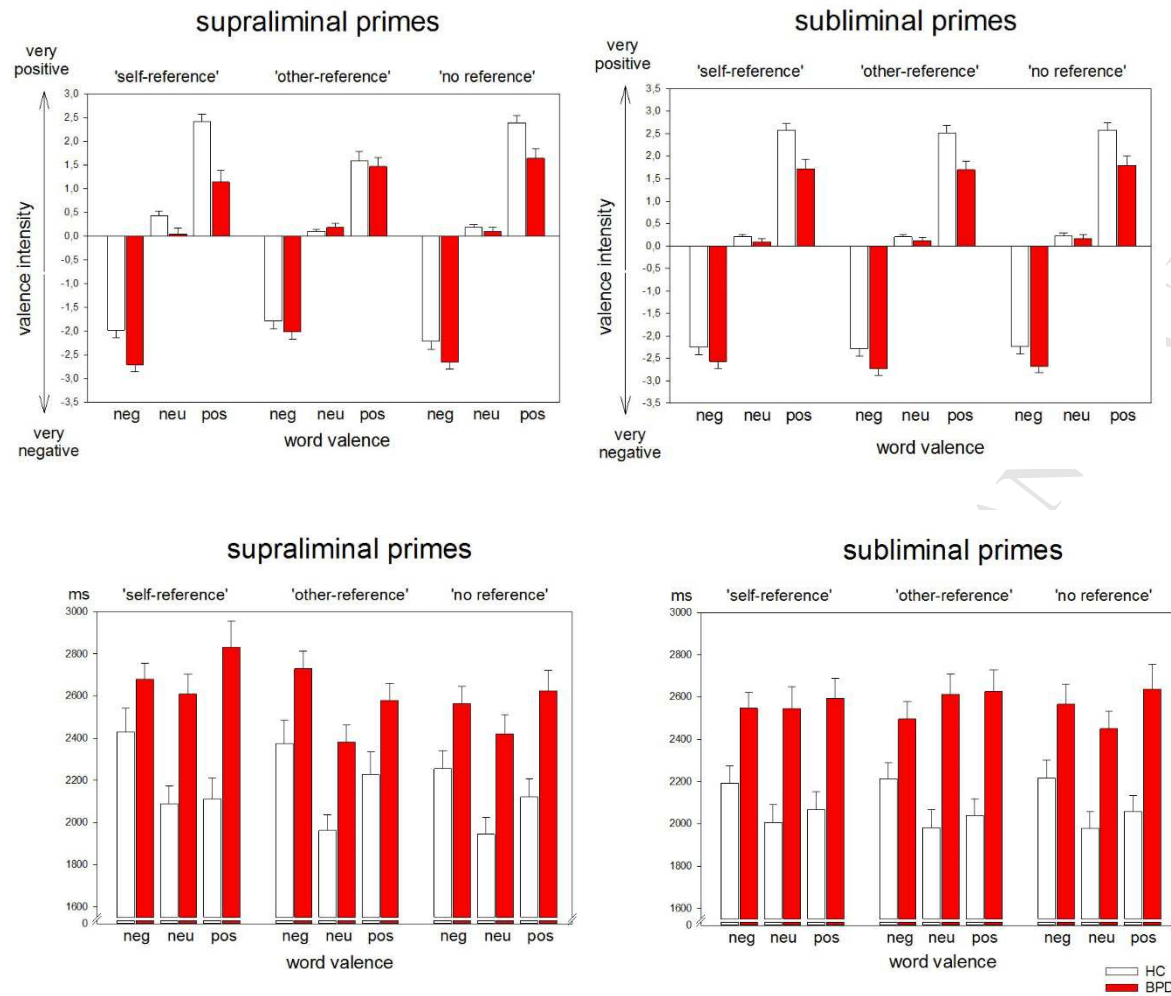 supraliminal primes
very
positive
'self-reference' 'other-reference' 'no reference'
3,0
2,5
2,0
1,5
1,0
0,5
0,0
-0,5
-1,0
-1,5
-2,0
-2,5
-3,0
-3,5
valence intensity
neg neu pos neg neu pos neg neu pos
very
negative
word valence
subliminal primes
very
positive
'self-reference' 'other-reference' 'no reference'
3,5
3,0
2,5
2,0
1,5
1,0
0,5
0,0
-0,5
-1,0
-1,5
-2,0
-2,5
-3,0
-3,5
valence intensity
neg neu pos neg neu pos neg neu pos
very
negative
word valence
supraliminal primes
ms 'self-reference' 'other-reference' 'no reference'
3000
2800
2600
2400
2200
2000
1800
1600
0
neg neu pos neg neu pos neg neu pos
word valence
subliminal primes
ms 'self-reference' 'other-reference' 'no reference'
3000
2800
2600
2400
2200
2000
1800
1600
0
neg neu pos neg neu pos neg neu pos
word valence
HC
BPD